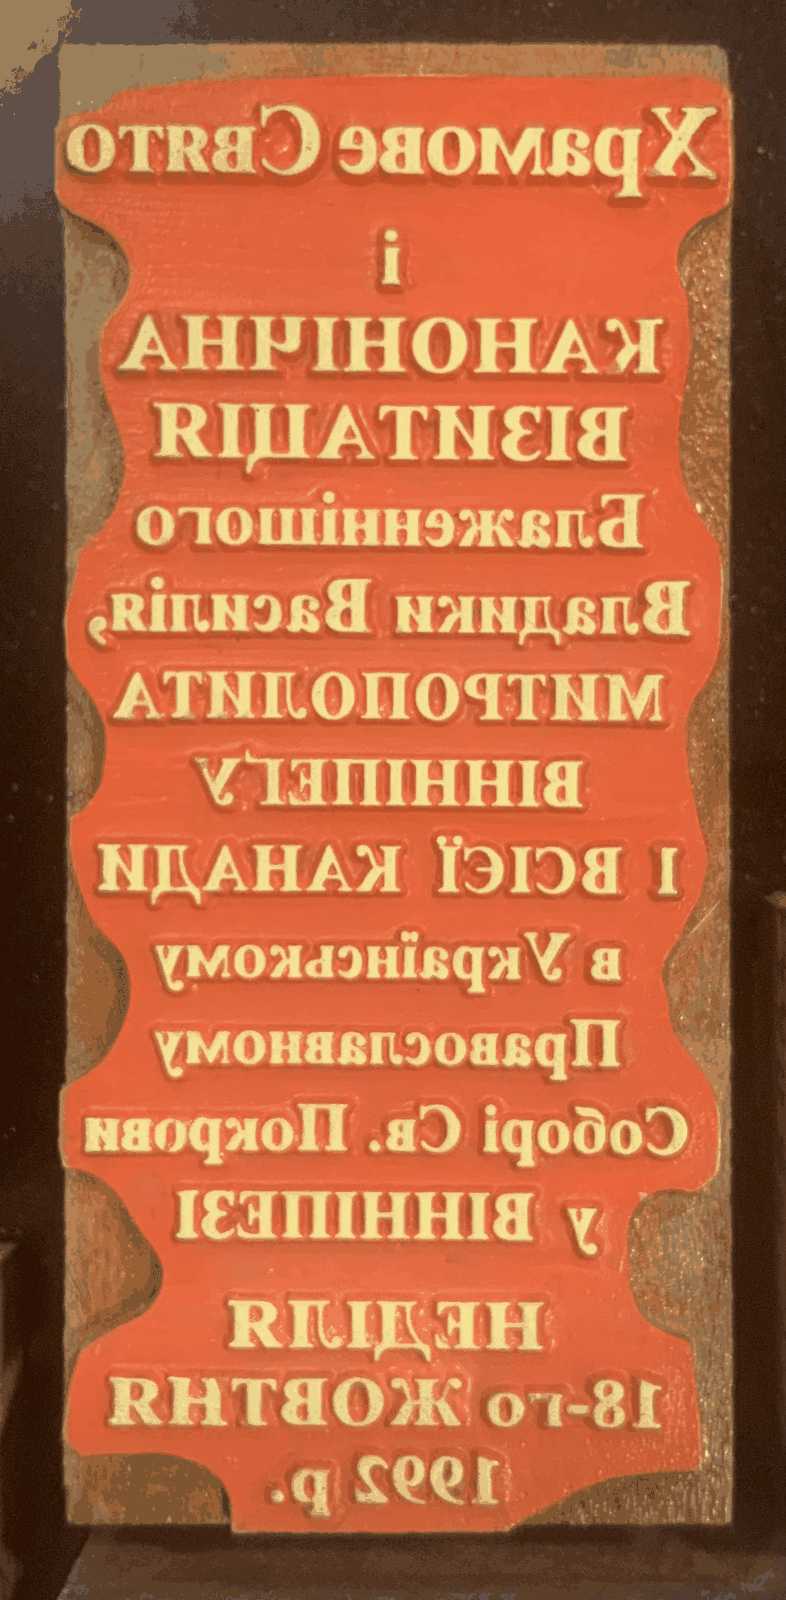 Храмове Свято
і
КАНОНІЧНА
ВІЗИТАЦІЯ
Блаженнішого
Владики Василія,
МИТРОПОЛИТА
ВІННІПЕҐУ
І ВСІЄЇ КАНАДИ
в Українському
Православному
Соборі Св. Покрови
у ВІННІПЕЗІ
НЕДІЛЯ
18-го ЖОВТНЯ
1992 р.